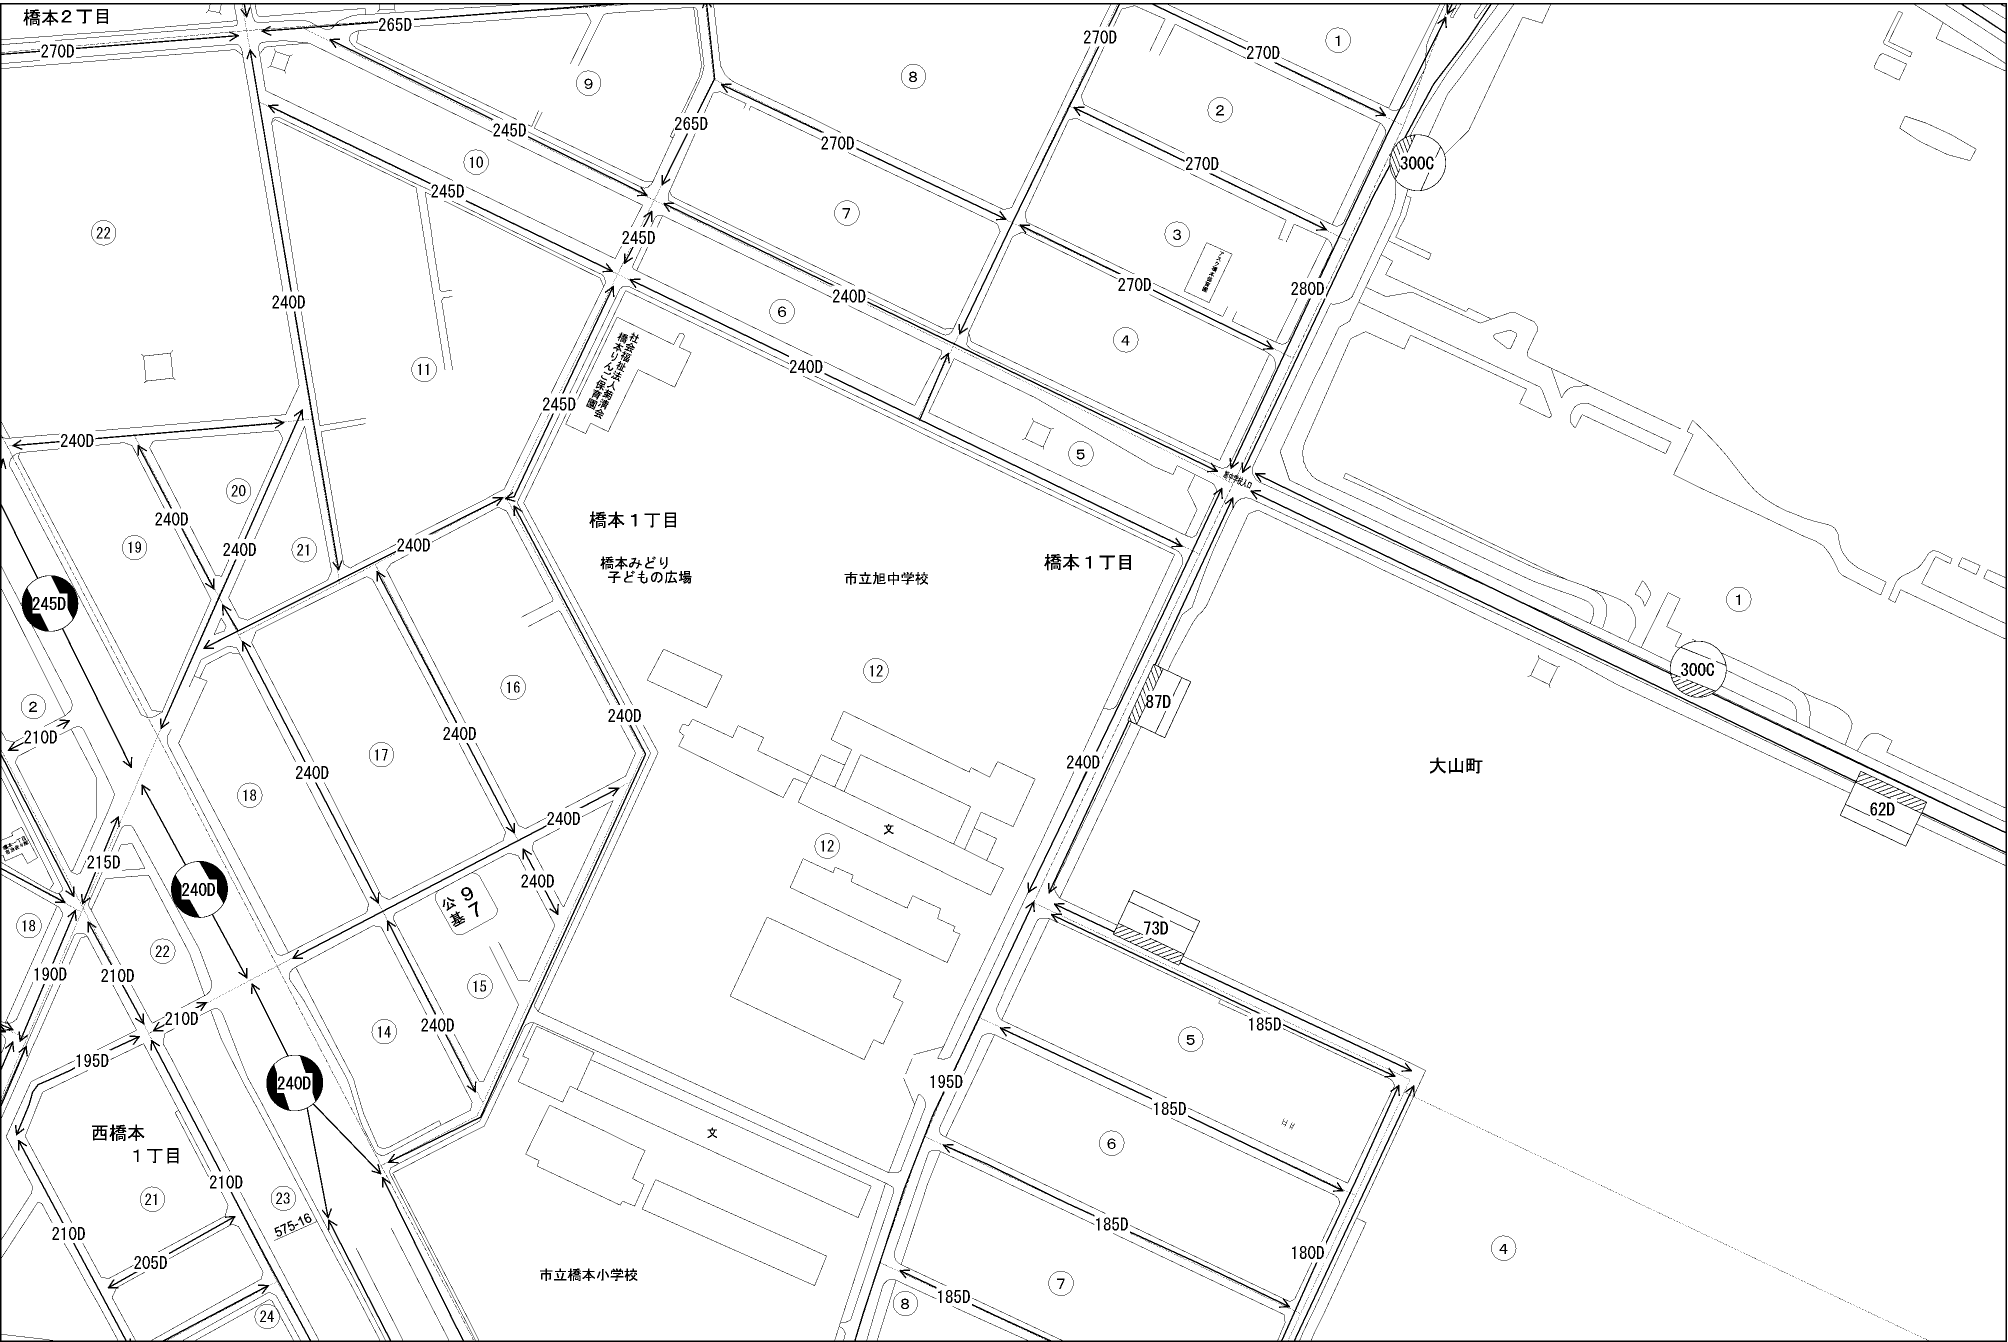 橋本２丁目
265D
270D
270D
270D
①
⑧
⑨
②
265D
245D
270D
⑩
270D
300C
245D
⑦
㉒
245D
③
270D
280D
240D
240D
⑥
④
社会福祉法人菊清会
橋本りんご保育園
240D
⑪
245D
240D
⑤
旭中学校入口
⑳
240D
橋本１丁目
⑲
㉑
240D
240D
橋本みどり
子どもの広場
市立旭中学校
橋本１丁目
245D
①
⑫
300C
⑯
②
210D
240D
240D
87D
⑰
240D
240D
大山町
⑱
62D
240D
文
⑫
215D
240D
240D
97
公基
⑱
㉒
73D
190D
210D
⑮
210D
⑭
240D
185D
⑤
195D
240D
195D
185D
西橋本
１丁目
文
⑥
㉑
210D
㉓
575-16
210D
185D
180D
④
205D
市立橋本小学校
⑦
185D
⑧
㉔